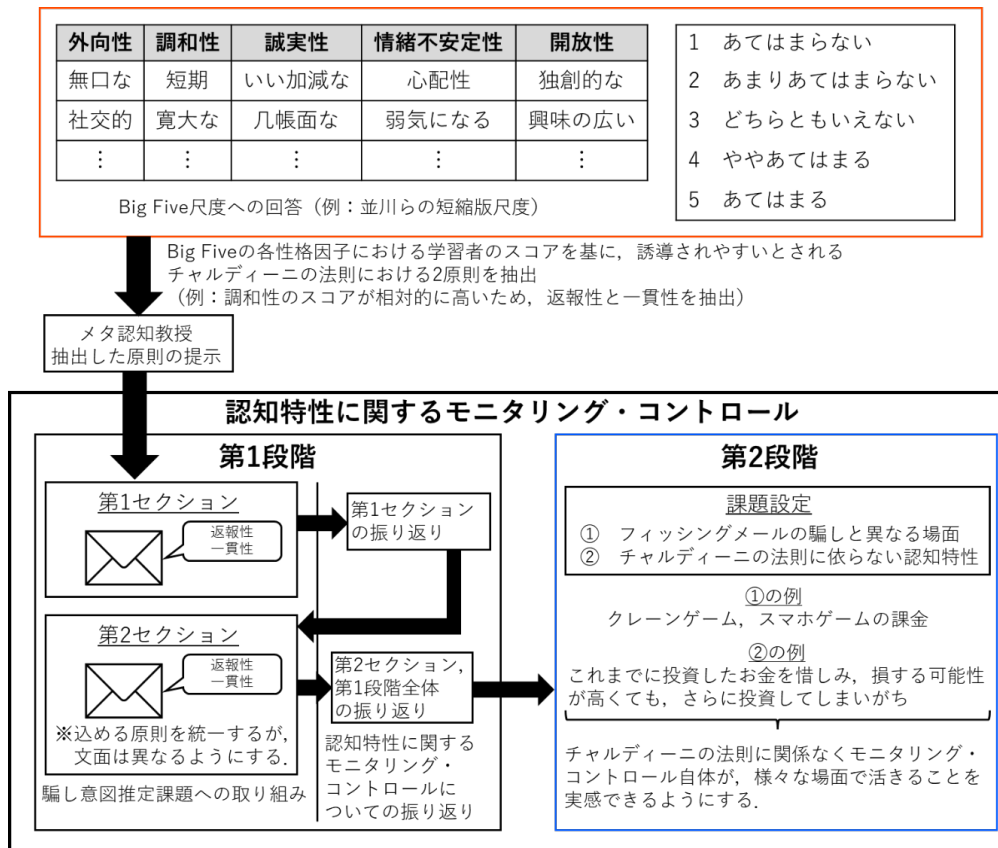 外向性 調和性 誠実性 情緒不安定性 開放性
無口な 短期 いい加減な 心配性 独創的な
社交的 寛大な 几帳面な 弱気になる 興味の広い
⋮ ⋮ ⋮ ⋮ ⋮
Big Five尺度への回答（例：並川らの短縮版尺度）
1 あてはまらない
2 あまりあてはまらない
3 どちらともいえない
4 ややあてはまる
5 あてはまる
Big Fiveの各性格因子における学習者のスコアを基に，誘導されやすいとされる
チャルディーニの法則における2原則を抽出
（例：調和性のスコアが相対的に高いため，返報性と一貫性を抽出）
メタ認知教授
抽出した原則の提示
認知特性に関するモニタリング・コントロール
第1段階
第1セクション
返報性
一貫性
第1セクション
の振り返り
第2セクション
返報性
一貫性
※込める原則を統一するが，
文面は異なるようにする．
第2セクション，
第1段階全体
の振り返り
騙し意図推定課題への取り組み
認知特性に関する
モニタリング・
コントロールに
ついての振り返り
第2段階
課題設定
① フィッシングメールの騙しと異なる場面
② チャルディーニの法則に依らない認知特性
①の例
クレーンゲーム，スマホゲームの課金
②の例
これまでに投資したお金を惜しみ，損する可能性
が高くても，さらに投資してしまいがち
チャルディーニの法則に関係なくモニタリング・
コントロール自体が，様々な場面で活きることを
実感できるようにする．